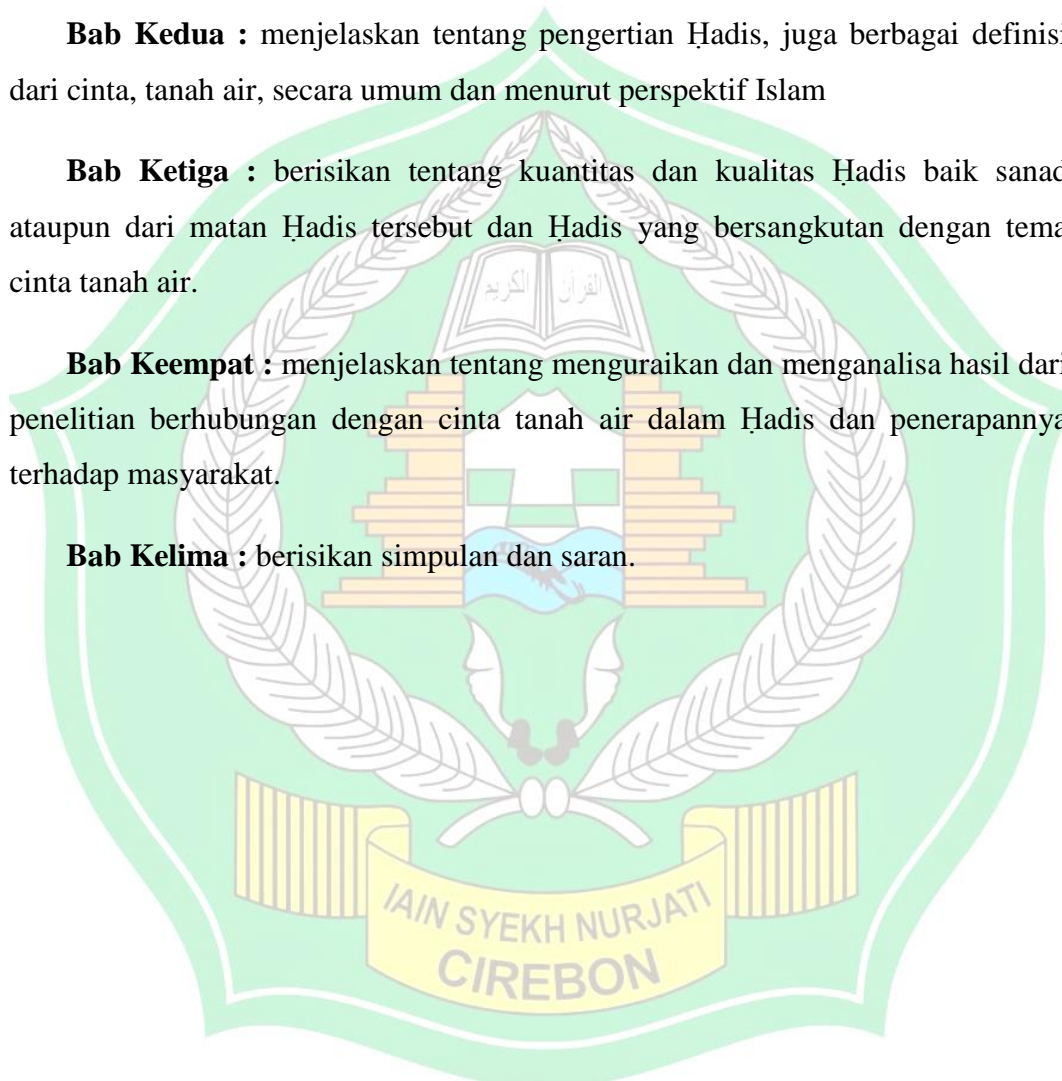 Bab Kedua : menjelaskan tentang pengertian Ḥadis, juga berbagai definisi
dari cinta, tanah air, secara umum dan menurut perspektif Islam
Bab Ketiga : berisikan tentang kuantitas dan kualitas Ḥadis baik sanad
ataupun dari matan Ḥadis tersebut dan Ḥadis yang bersangkutan dengan tema
cinta tanah air.
القرآن الكريم
Bab Keempat : menjelaskan tentang menguraikan dan menganalisa hasil dari
penelitian berhubungan dengan cinta tanah air dalam Ḥadis dan penerapannya
terhadap masyarakat.
Bab Kelima : berisikan simpulan dan saran.
IAIN SYEKH NURJATI
CIREBON